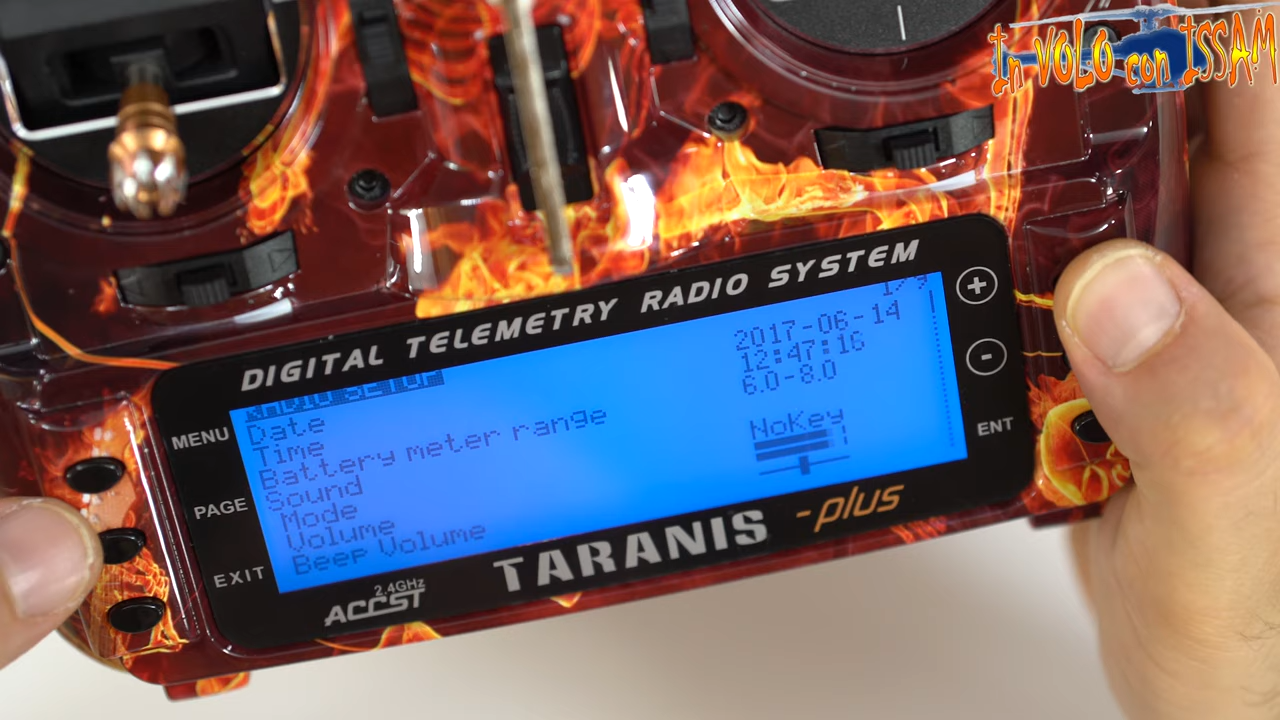 In VOLO con ISSAM
DIGITAL TELEMETRY RADIO SYSTEM
1/9
Date 2017-06-14
Time 12:47:16
Battery meter range 6.0-8.0
Sound
Mode NoKey
Volume
Beep Volume
MENU
PAGE
EXIT
+
-
ENT
2.4GHz
ACCST
TARANIS -plus